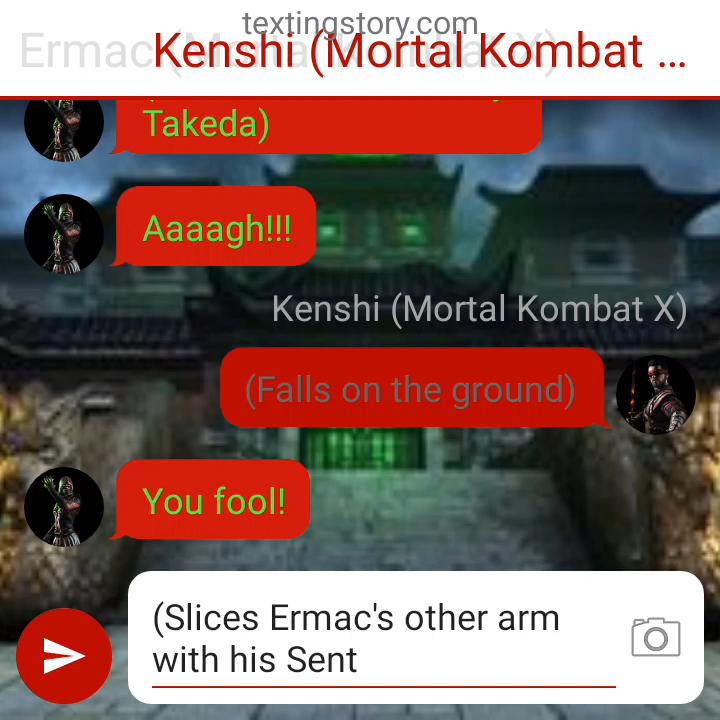 textingstory.com
Kenshi (Mortal Kombat ...
Takeda)
Aaaagh!!!
Kenshi (Mortal Kombat X)
(Falls on the ground)
You fool!
(Slices Ermac's other arm
with his Sent